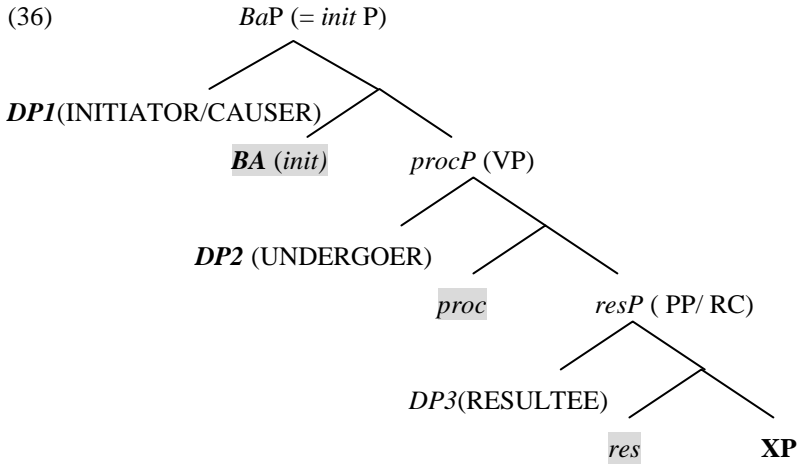 (36) BaP (= init P)
DP1(INITIATOR/CAUSER)
BA (init) procP (VP)
DP2 (UNDERGOER)
proc resP ( PP/ RC)
DP3(RESULTEE)
res XP